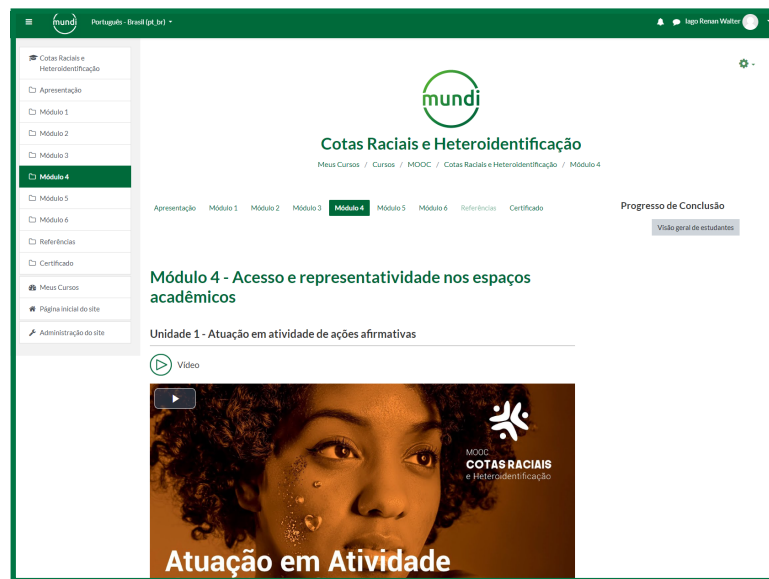 mundi
Português - Brasil (pt_br)
Iago Renan Walter
Cotas Raciais e
Heteroidentificação
Apresentação
Módulo 1
Módulo 2
Módulo 3
Módulo 4
Módulo 5
Módulo 6
Referências
Certificado
Meus Cursos
Página inicial do site
Administração do site
mundi
Cotas Raciais e Heteroidentificação
Meus Cursos / Cursos / MOOC / Cotas Raciais e Heteroidentificação / Módulo 4
Apresentação Módulo 1 Módulo 2 Módulo 3 Módulo 4 Módulo 5 Módulo 6 Referências Certificado
Progresso de Conclusão
Visão geral de estudantes
Módulo 4 - Acesso e representatividade nos espaços
acadêmicos
Unidade 1 - Atuação em atividade de ações afirmativas
Vídeo
MOOC
COTAS RACIAIS
e Heteroidentificação
Atuação em Atividade